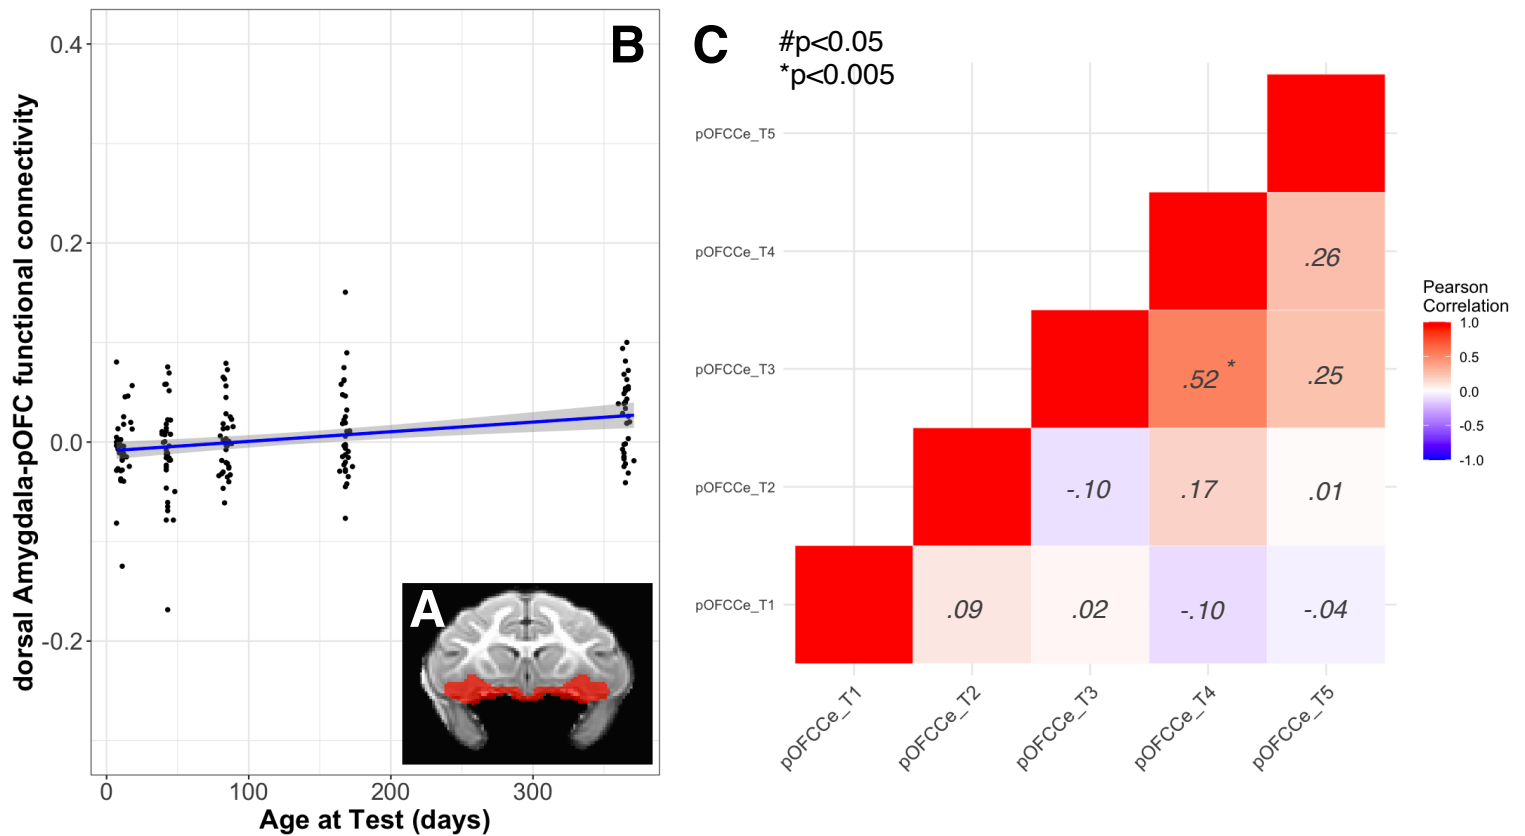 B
0.4
0.2
0.0
-0.2
dorsal Amygdala-pOFC functional connectivity
0
100
200
300
Age at Test (days)
A
C
#p<0.05
*p<0.005
pOFCCe_T5
pOFCCe_T4
.26
pOFCCe_T3
.52 *
.25
pOFCCe_T2
-.10
.17
.01
pOFCCe_T1
.09
.02
-.10
-.04
pOFCCe_T1
pOFCCe_T2
pOFCCe_T3
pOFCCe_T4
pOFCCe_T5
Pearson
Correlation
1.0
0.5
0.0
-0.5
-1.0